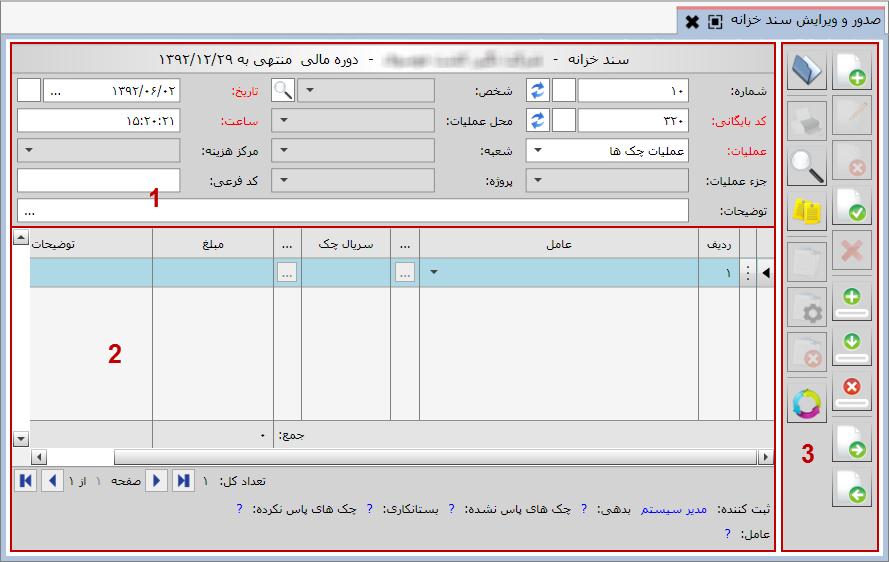 صدور و ویرایش سند خزانه
سند خزانه - - دوره مالی منتهی به ۱۳۹۲/۱۲/۲۹
شماره: ۱۰ شخص: تاریخ: ۱۳۹۲/۰۶/۰۲ ...
کد بایگانی: ۳۲۰ محل عملیات: ساعت: ۱۵:۲۰:۲۱
عملیات: عملیات چک ها شعبه: مرکز هزینه:
جزء عملیات: پروژه: کد فرعی:
1
توضیحات: ...
ردیف عامل ... سریال چک ... مبلغ توضیحات
۱ ... ...
2
جمع: ۰
3
تعداد کل: ۱ صفحه ۱ از ۱
ثبت کننده: مدیر سیستم بدهی: ? چک های پاس نشده: ? بستانکاری: ? چک های پاس نکرده: ?
عامل: ?